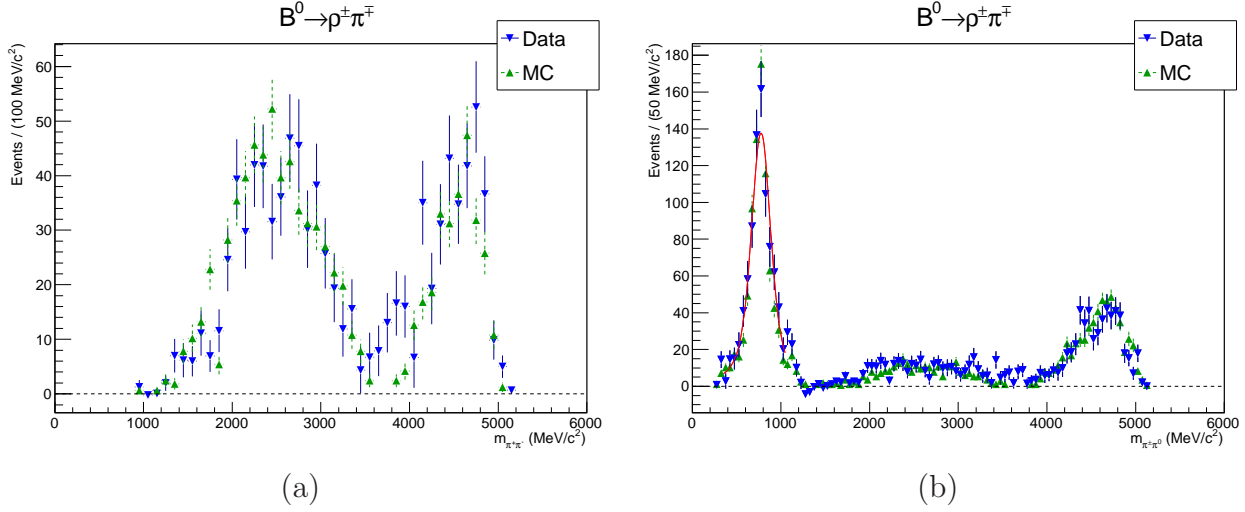 B⁰→ρ±π∓
Data
MC
Events / (100 MeV/c²)
60
50
40
30
20
10
0
0 1000 2000 3000 4000 5000 6000
m_π⁺π⁻ (MeV/c²)
(a)
B⁰→ρ±π∓
Data
MC
Events / (50 MeV/c²)
180
160
140
120
100
80
60
40
20
0
0 1000 2000 3000 4000 5000 6000
m_π±π⁰ (MeV/c²)
(b)